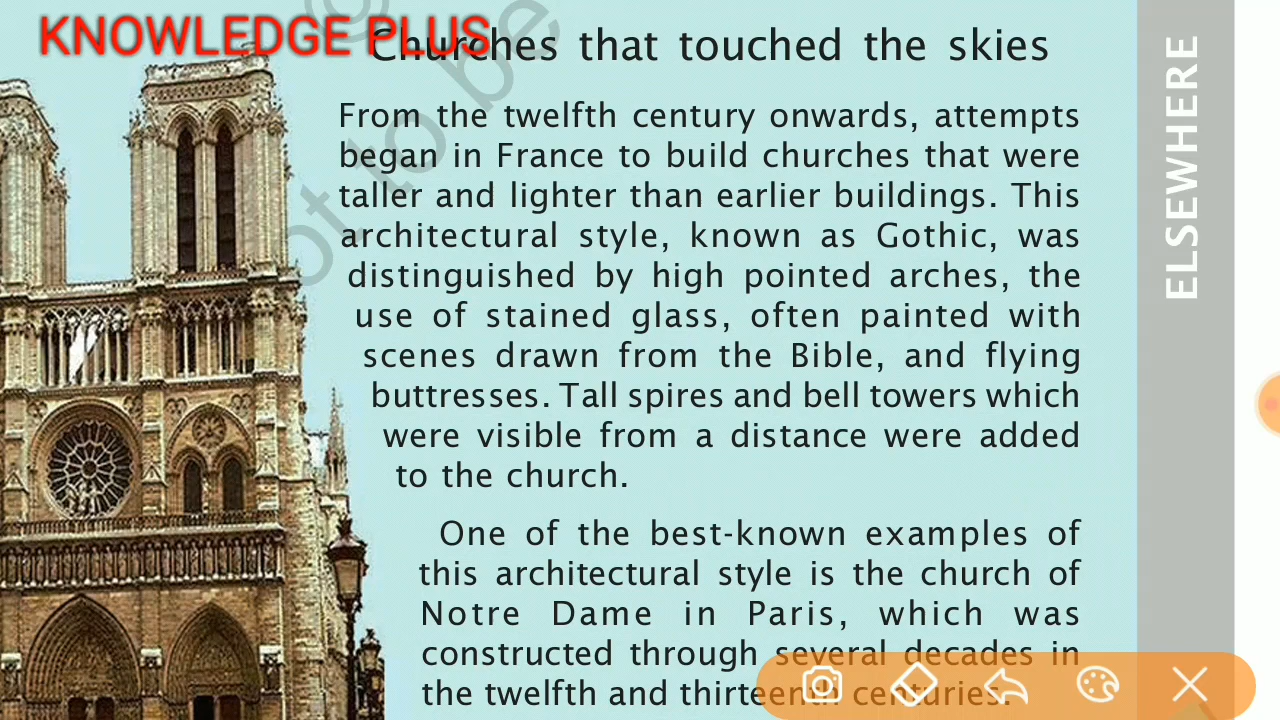 KNOWLEDGE PLUS
Churches that touched the skies
From the twelfth century onwards, attempts
began in France to build churches that were
taller and lighter than earlier buildings. This
architectural style, known as Gothic, was
distinguished by high pointed arches, the
use of stained glass, often painted with
scenes drawn from the Bible, and flying
buttresses. Tall spires and bell towers which
were visible from a distance were added
to the church.
One of the best-known examples of
this architectural style is the church of
Notre Dame in Paris, which was
constructed through several decades in
the twelfth and thirteenth centuries.
ELSEWHERE
©
not to be